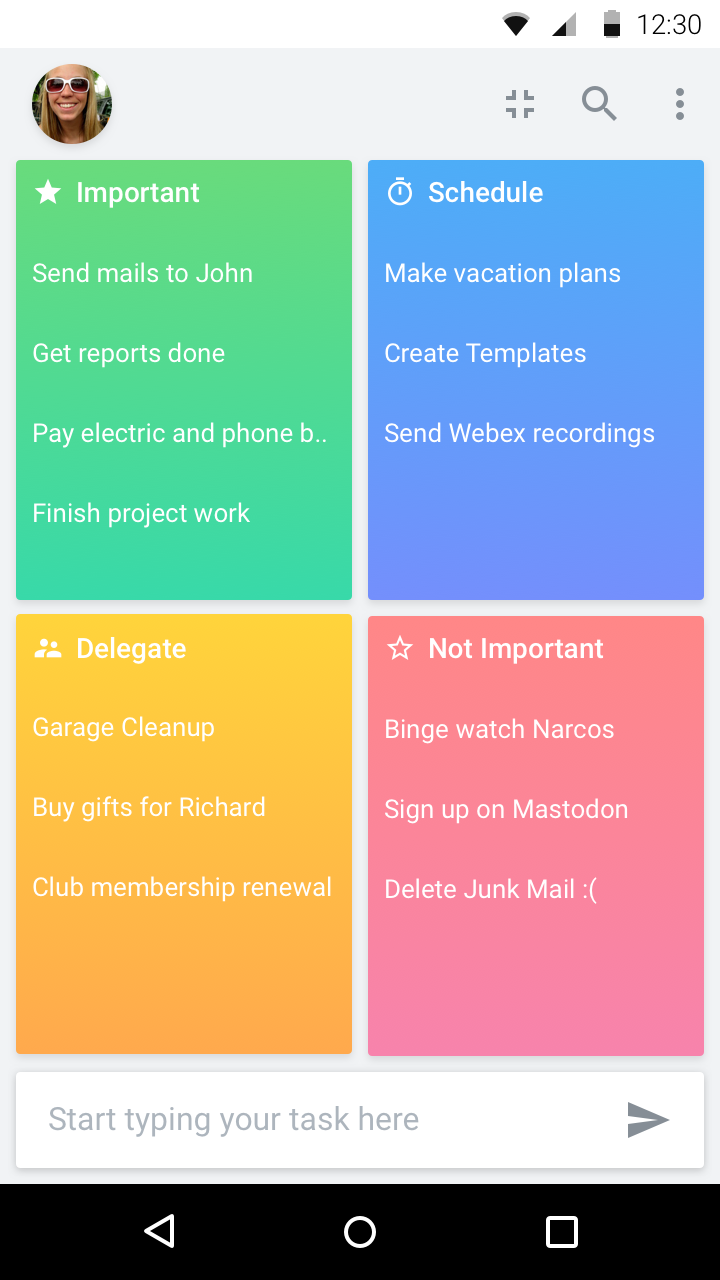 12:30
Important
Send mails to John
Get reports done
Pay electric and phone b..
Finish project work
Schedule
Make vacation plans
Create Templates
Send Webex recordings
Delegate
Garage Cleanup
Buy gifts for Richard
Club membership renewal
Not Important
Binge watch Narcos
Sign up on Mastodon
Delete Junk Mail :(
Start typing your task here